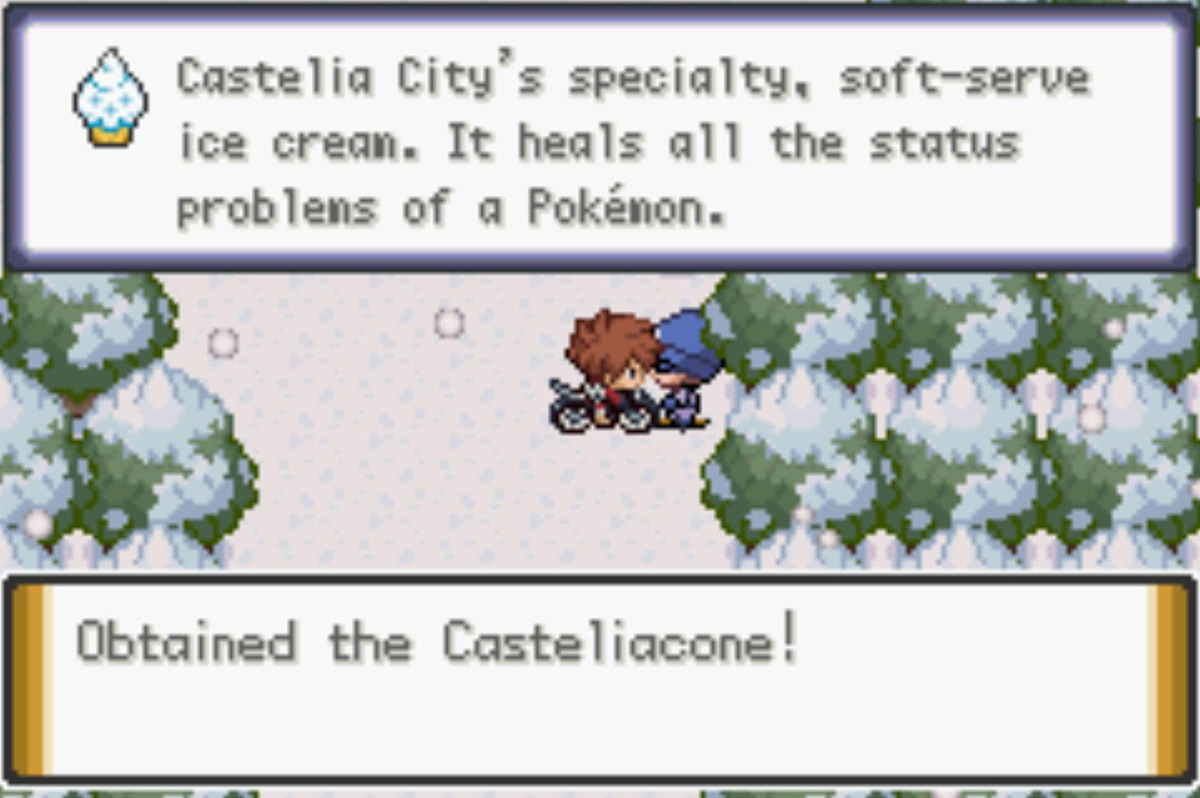 Castelia City's specialty, soft-serve
ice cream. It heals all the status
problems of a Pokémon.
Obtained the Casteliacone!